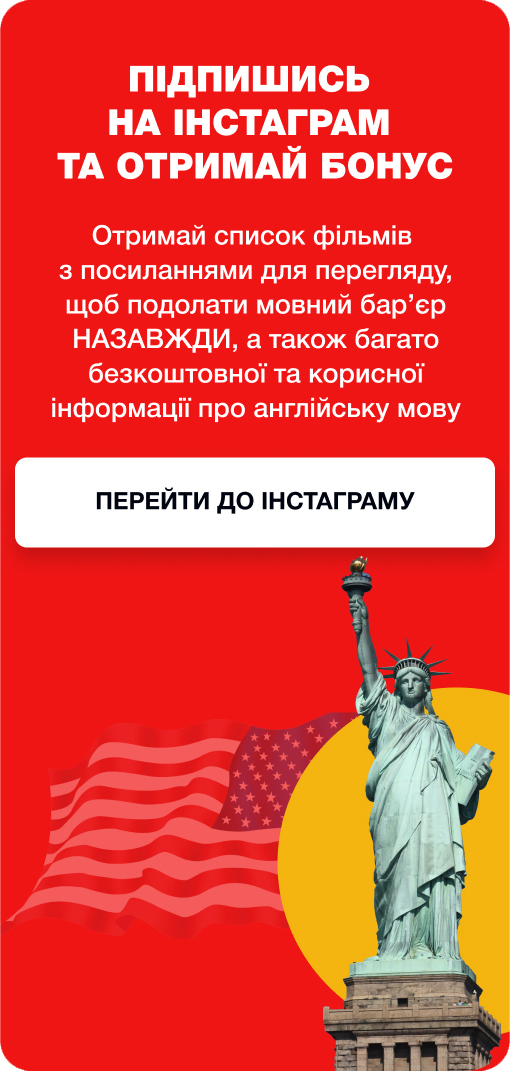 ПІДПИШИСЬ
НА ІНСТАГРАМ
ТА ОТРИМАЙ БОНУС
Отримай список фільмів
з посиланнями для перегляду,
щоб подолати мовний бар’єр
НАЗАВЖДИ, а також багато
безкоштовної та корисної
інформації про англійську мову
ПЕРЕЙТИ ДО ІНСТАГРАМУ